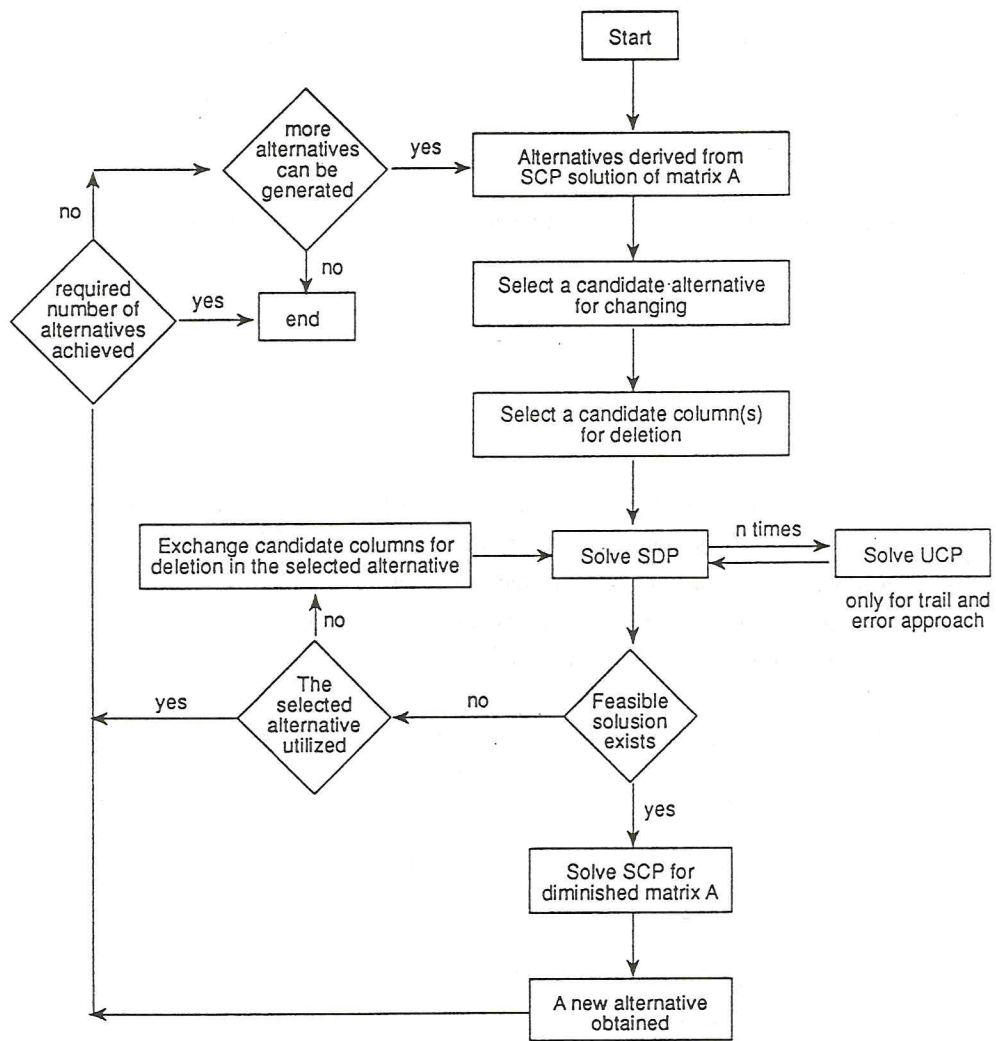 Start
more
alternatives
can be
generated
yes
Alternatives derived from
SCP solution of matrix A
no
no
required
number of
alternatives
achieved
yes
end
Select a candidate·alternative
for changing
Select a candidate column(s)
for deletion
Exchange candidate columns for
deletion in the selected alternative
Solve SDP
n times
Solve UCP
only for trail and
error approach
no
The
selected
alternative
utilized
yes
no
Feasible
solusion
exists
yes
Solve SCP for
diminished matrix A
A new alternative
obtained